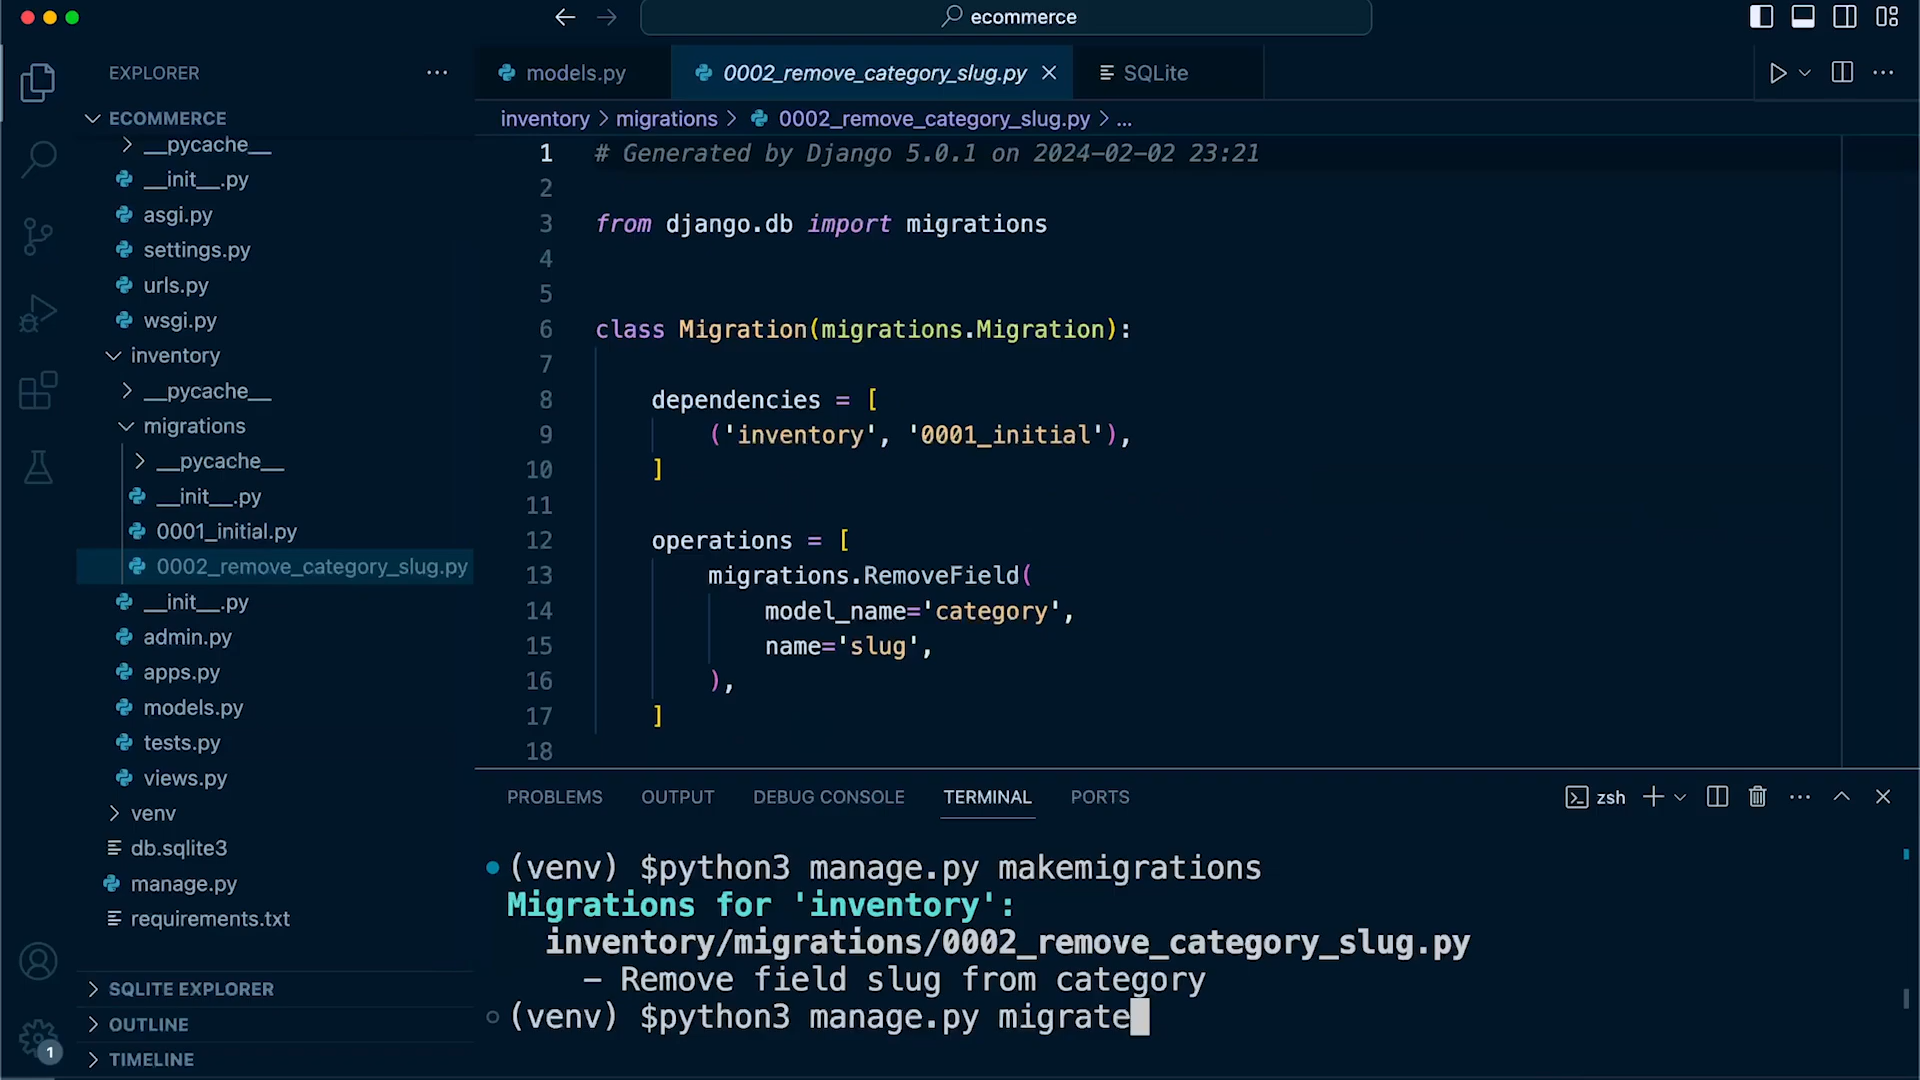 ecommerce
EXPLORER
ECOMMERCE
__pycache__
__init__.py
asgi.py
settings.py
urls.py
wsgi.py
inventory
__pycache__
migrations
__pycache__
__init__.py
0001_initial.py
0002_remove_category_slug.py
__init__.py
admin.py
apps.py
models.py
tests.py
views.py
venv
db.sqlite3
manage.py
requirements.txt
SQLITE EXPLORER
OUTLINE
TIMELINE
1
models.py 0002_remove_category_slug.py SQLite
inventory > migrations > 0002_remove_category_slug.py > ...
1 # Generated by Django 5.0.1 on 2024-02-02 23:21
2
3 from django.db import migrations
4
5
6 class Migration(migrations.Migration):
7
8 dependencies = [
9 ('inventory', '0001_initial'),
10 ]
11
12 operations = [
13 migrations.RemoveField(
14 model_name='category',
15 name='slug',
16 ),
17 ]
18
PROBLEMS OUTPUT DEBUG CONSOLE TERMINAL PORTS zsh
(venv) $python3 manage.py makemigrations
Migrations for 'inventory':
inventory/migrations/0002_remove_category_slug.py
- Remove field slug from category
(venv) $python3 manage.py migrate